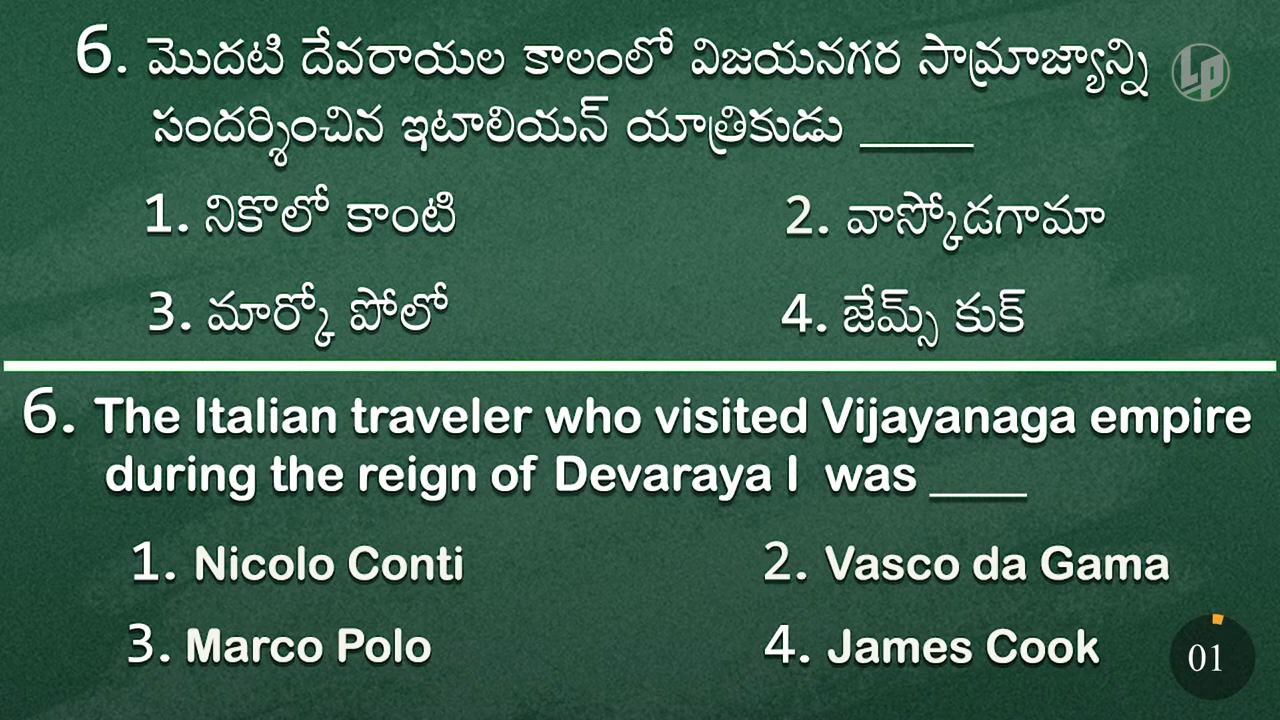 6. మొదటి దేవరాయల కాలంలో విజయనగర సామ్రాజ్యాన్ని
సందర్శించిన ఇటాలియన్ యాత్రికుడు _____
1. నికొలో కాంటి 2. వాస్కోడగామా
3. మార్కో పోలో 4. జేమ్స్ కుక్
6. The Italian traveler who visited Vijayanaga empire
during the reign of Devaraya I was ____
1. Nicolo Conti 2. Vasco da Gama
3. Marco Polo 4. James Cook
LP
01